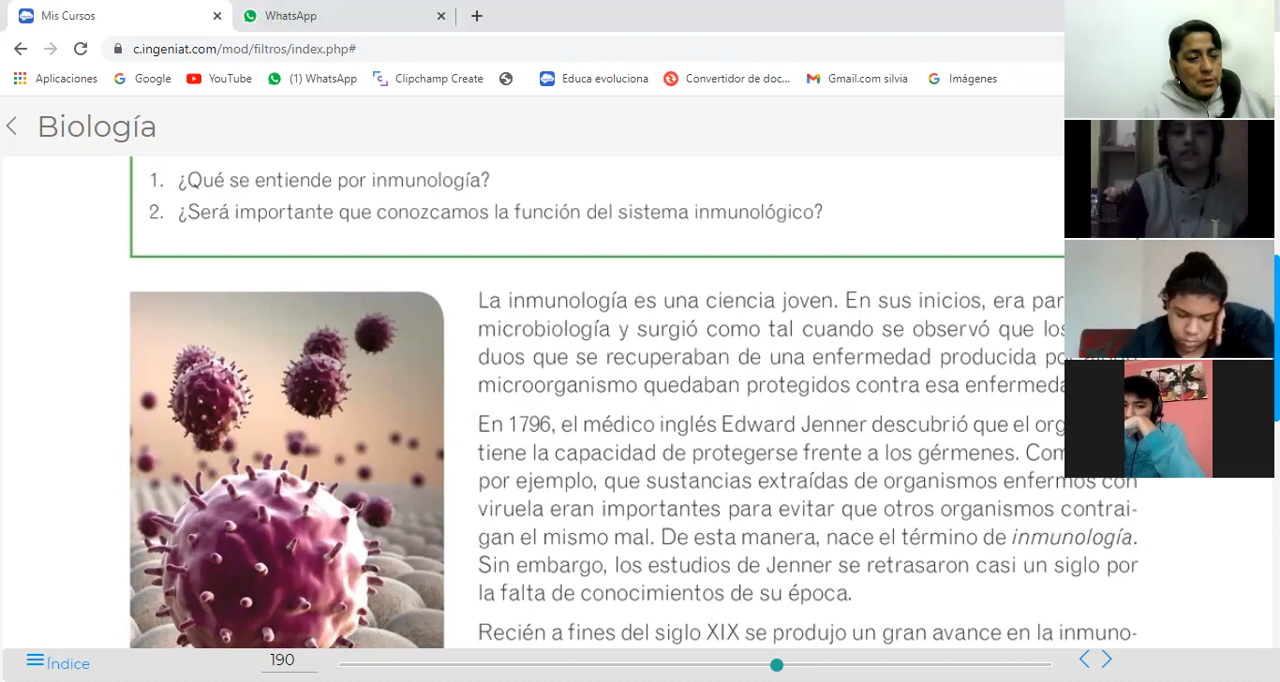 Mis Cursos
WhatsApp
c.ingeniat.com/mod/filtros/index.php#
Aplicaciones Google YouTube (1) WhatsApp Clipchamp Create Educa evoluciona Convertidor de doc... Gmail.com silvia Imágenes
Biología
1. ¿Qué se entiende por inmunología?
2. ¿Será importante que conozcamos la función del sistema inmunológico?
La inmunología es una ciencia joven. En sus inicios, era par
microbiología y surgió como tal cuando se observó que los
duos que se recuperaban de una enfermedad producida po
microorganismo quedaban protegidos contra esa enfermeda
En 1796, el médico inglés Edward Jenner descubrió que el org
tiene la capacidad de protegerse frente a los gérmenes. Com
por ejemplo, que sustancias extraídas de organismos enfermos con
viruela eran importantes para evitar que otros organismos contrai-
gan el mismo mal. De esta manera, nace el término de inmunología.
Sin embargo, los estudios de Jenner se retrasaron casi un siglo por
la falta de conocimientos de su época.
Recién a fines del siglo XIX se produjo un gran avance en la inmuno-
Índice
190